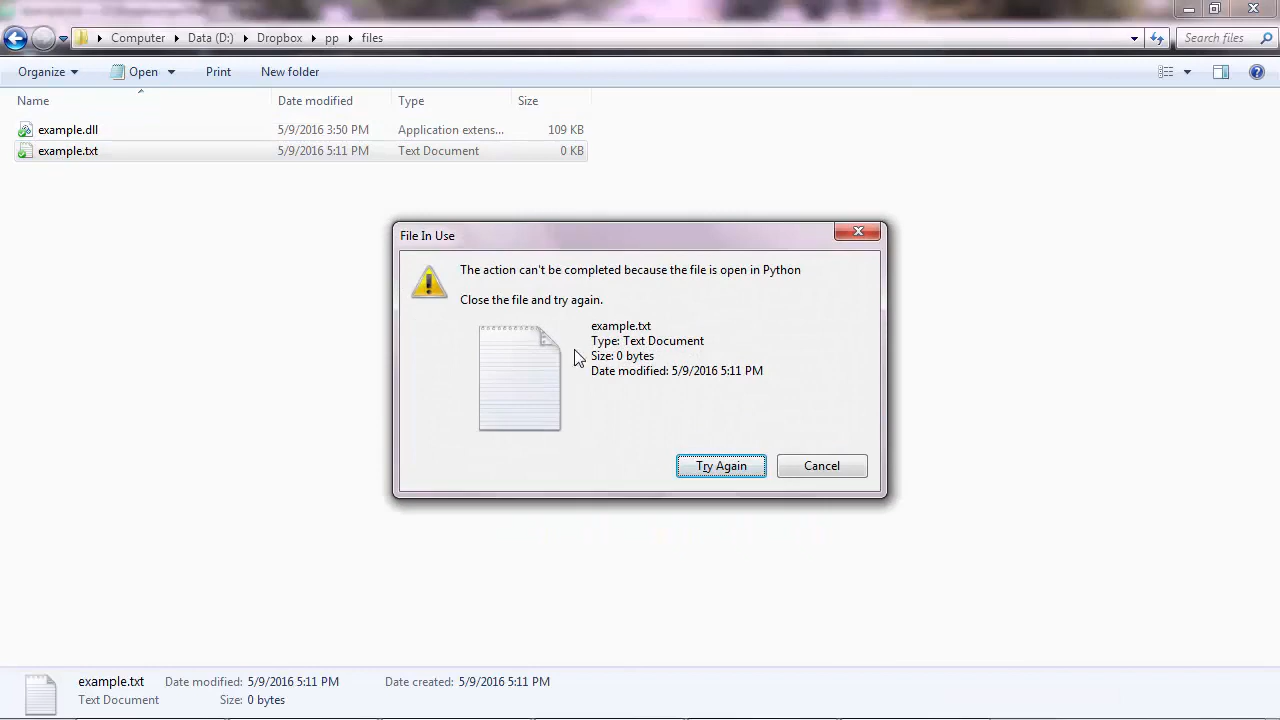 Computer Data (D:) Dropbox pp files Search files
Organize Open Print New folder
Name Date modified Type Size
example.dll 5/9/2016 3:50 PM Application extens... 109 KB
example.txt 5/9/2016 5:11 PM Text Document 0 KB
File In Use
The action can't be completed because the file is open in Python
Close the file and try again.
example.txt
Type: Text Document
Size: 0 bytes
Date modified: 5/9/2016 5:11 PM
Try Again Cancel
example.txt Date modified: 5/9/2016 5:11 PM Date created: 5/9/2016 5:11 PM
Text Document Size: 0 bytes